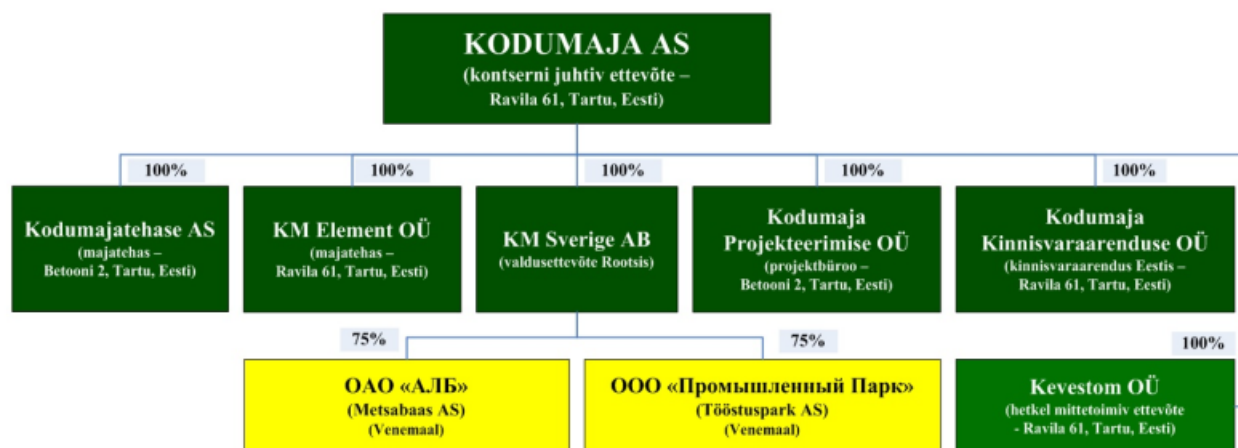 KODUMAJA AS
(kontserni juhtiv ettevõte –
Ravila 61, Tartu, Eesti)
100%
100%
100%
100%
100%
Kodumajatehase AS
(majatehas –
Betooni 2, Tartu, Eesti)
KM Element OÜ
(majatehas –
Ravila 61, Tartu, Eesti)
KM Sverige AB
(valdusettevõte Rootsis)
Kodumaja
Projekteerimise OÜ
(projektbüroo –
Betooni 2, Tartu, Eesti)
Kodumaja
Kinnisvaraarenduse OÜ
(kinnisvaraarendus Eestis –
Ravila 61, Tartu, Eesti)
75%
75%
100%
ОАО «АЛБ»
(Metsabaas AS)
(Venemaal)
ООО «Промышленный Парк»
(Tööstuspark AS)
(Venemaal)
Kevestom OÜ
(hetkel mittetoimiv ettevõte
- Ravila 61, Tartu, Eesti)